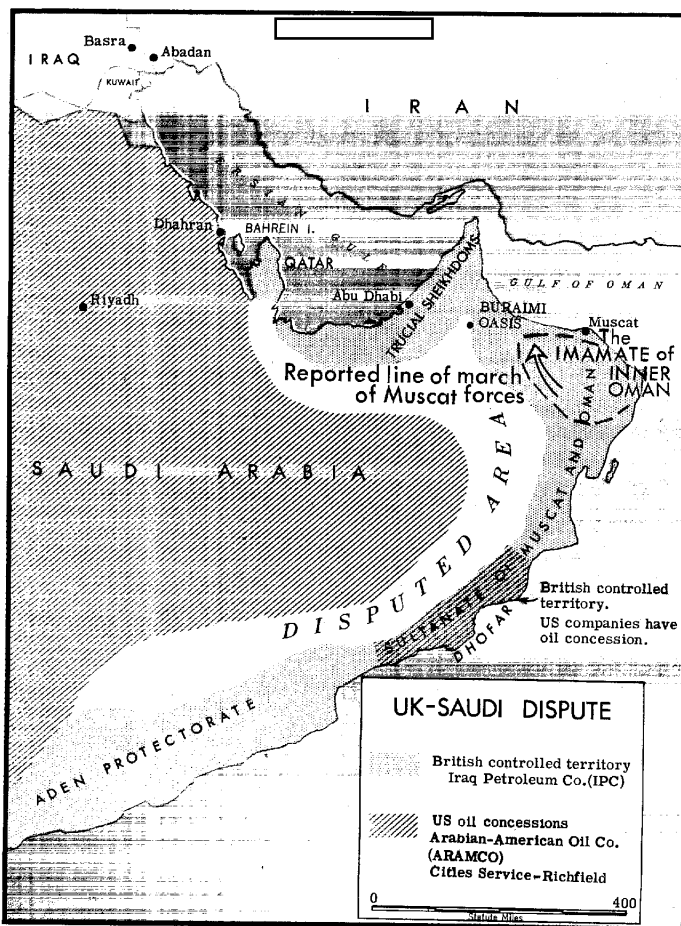 Basra
Abadan
IRAQ
KUWAIT
IRAN
PERSIAN GULF
Dhahran
BAHREIN I.
QATAR
GULF OF OMAN
Riyadh
Abu Dhabi
TRUCIAL SHEIKHDOMS
BURAIMI
OASIS
Muscat
The
IMAMATE of
INNER
OMAN
Reported line of march
of Muscat forces
SAUDI ARABIA
DISPUTED AREA
SULTANATE OF MUSCAT AND OMAN
DHOFAR
British controlled
territory.
US companies have
oil concession.
ADEN PROTECTORATE
UK-SAUDI DISPUTE
British controlled territory
Iraq Petroleum Co.(IPC)
US oil concessions
Arabian-American Oil Co.
(ARAMCO)
Cities Service-Richfield
0 400
Statute Miles